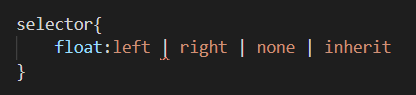 selector{
    float:left | right | none | inherit
}